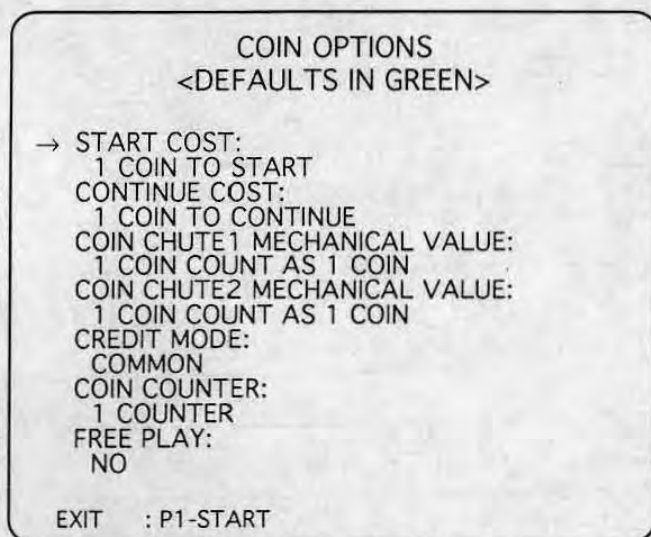 COIN OPTIONS
<DEFAULTS IN GREEN>
→ START COST:
1 COIN TO START
CONTINUE COST:
1 COIN TO CONTINUE
COIN CHUTE1 MECHANICAL VALUE:
1 COIN COUNT AS 1 COIN
COIN CHUTE2 MECHANICAL VALUE:
1 COIN COUNT AS 1 COIN
CREDIT MODE:
COMMON
COIN COUNTER:
1 COUNTER
FREE PLAY:
NO
EXIT : P1-START